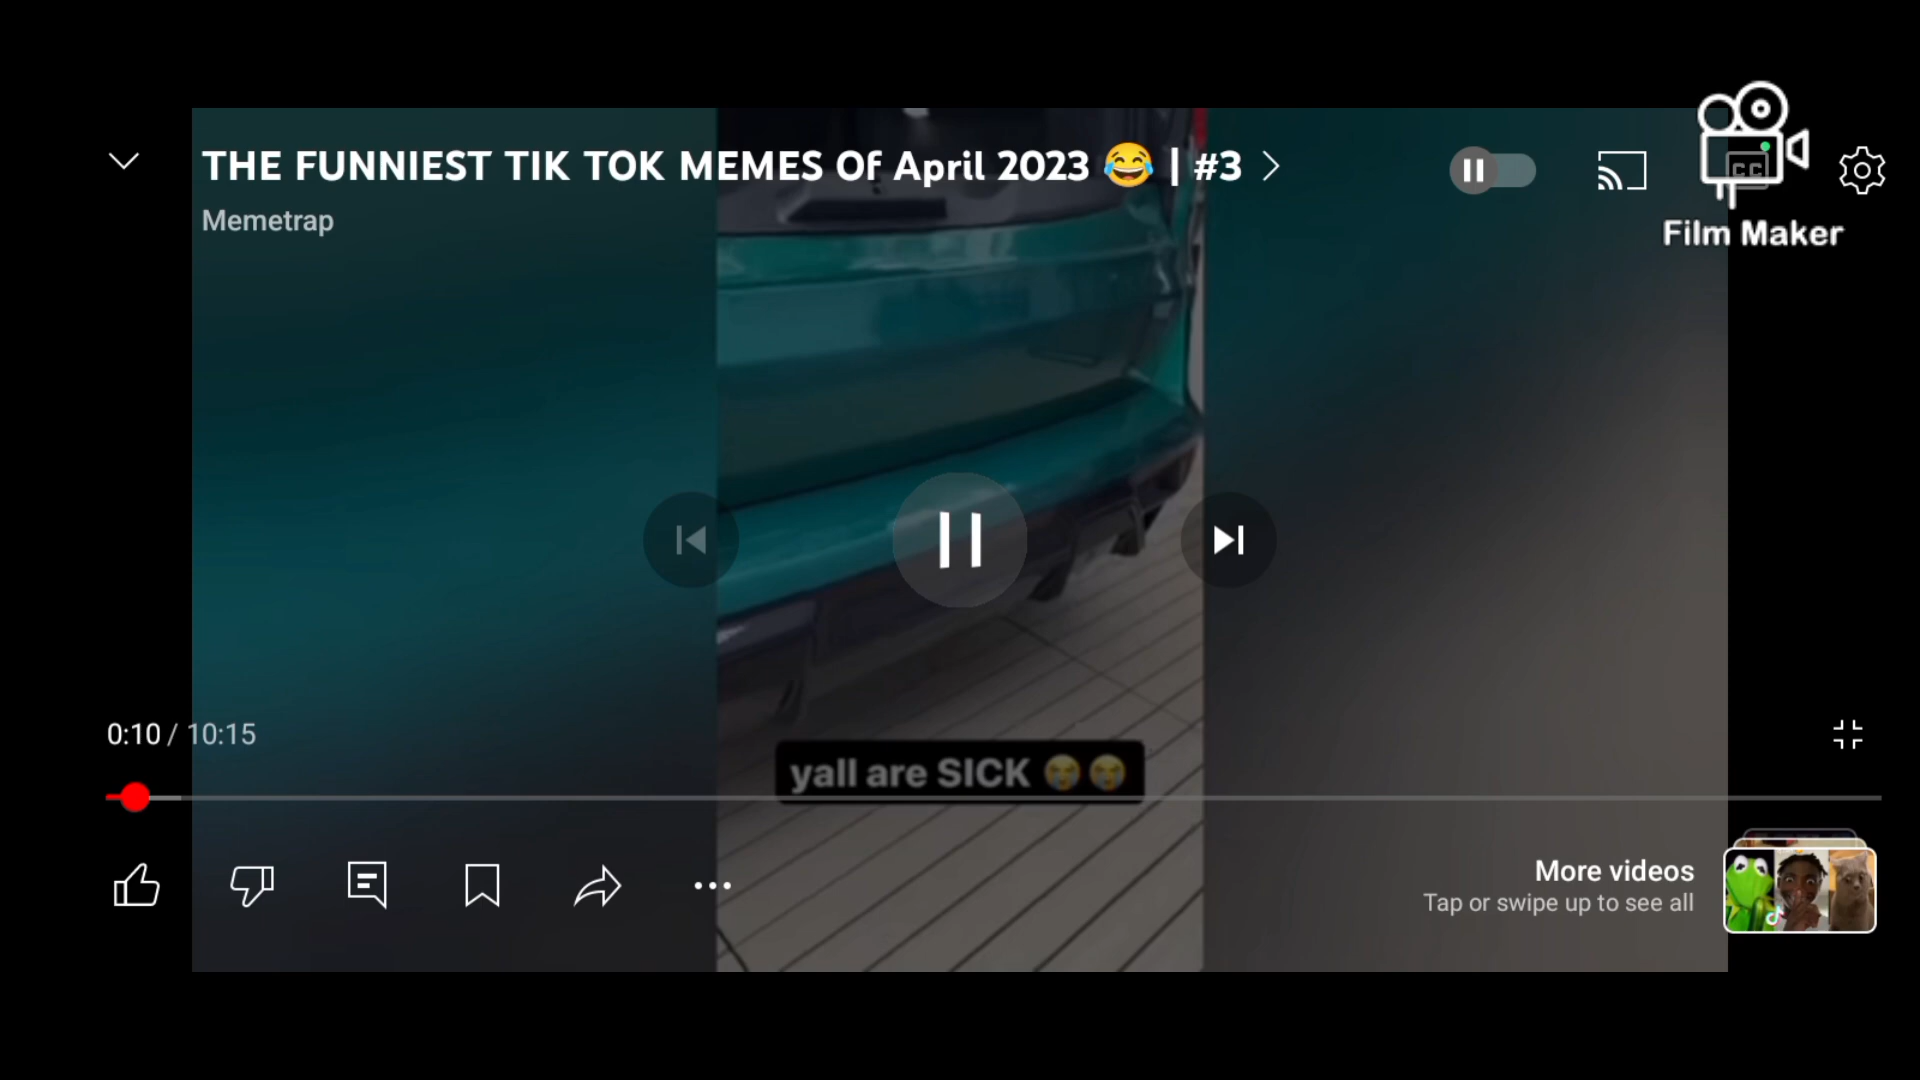 THE FUNNIEST TIK TOK MEMES Of April 2023 😂 | #3
Memetrap
CC
Film Maker
0:10 / 10:15
yall are SICK 😭😭
More videos
Tap or swipe up to see all